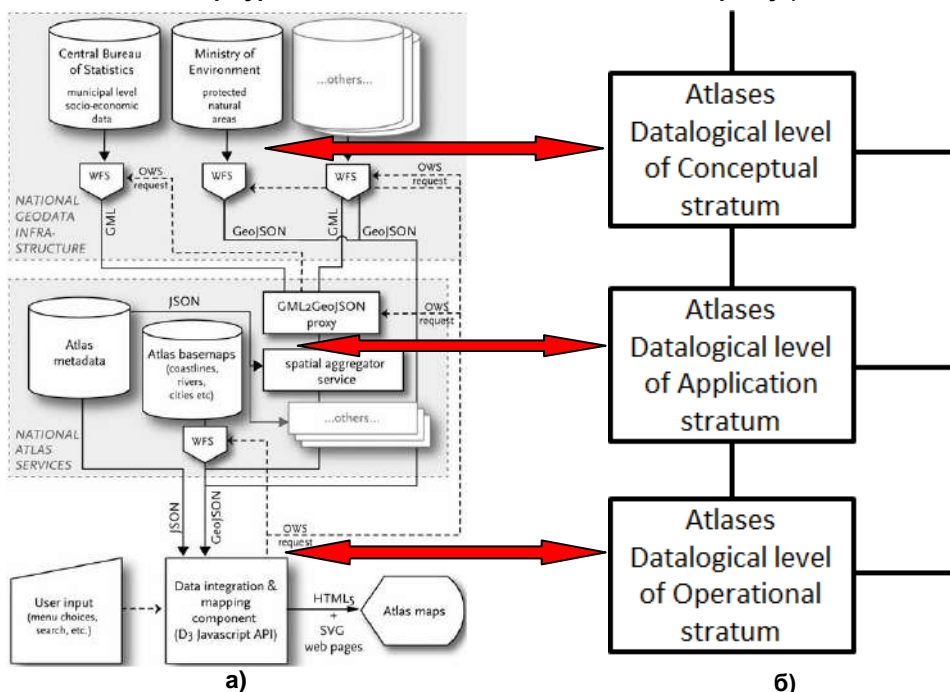 Central Bureau
of Statistics
municipal level
socio-economic
data
Ministry of
Environment
protected
natural
areas
...others...
WFS
OWS
request
WFS
WFS
OWS
request
NATIONAL
GEODATA
INFRA-
STRUCTURE
GML
GeoJSON
GML
GeoJSON
JSON
GML2GeoJSON
proxy
OWS
request
Atlas
metadata
Atlas basemaps
(coastlines,
rivers,
cities etc)
spatial aggregator
service
...others...
WFS
NATIONAL
ATLAS
SERVICES
JSON
GeoJSON
OWS
request
User input
(menu choices,
search, etc.)
Data integration &
mapping
component
(D3 Javascript API)
HTML5
+
SVG
web pages
Atlas maps
а)
Atlases
Datalogical level
of Conceptual
stratum
Atlases
Datalogical level
of Application
stratum
Atlases
Datalogical level
of Operational
stratum
б)